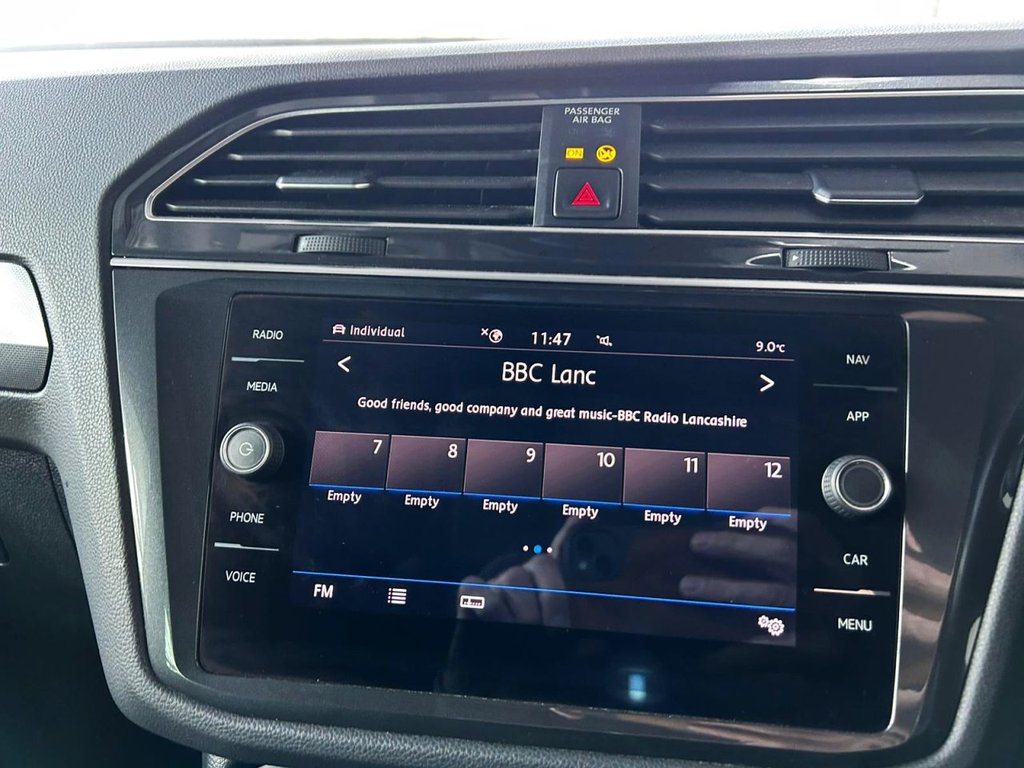 PASSENGER
AIR BAG
ON
RADIO
MEDIA
PHONE
VOICE
Individual 11:47 9.0°C
< BBC Lanc >
Good friends, good company and great music-BBC Radio Lancashire
7 8 9 10 11 12
Empty Empty Empty Empty Empty Empty
FM
NAV
APP
CAR
MENU